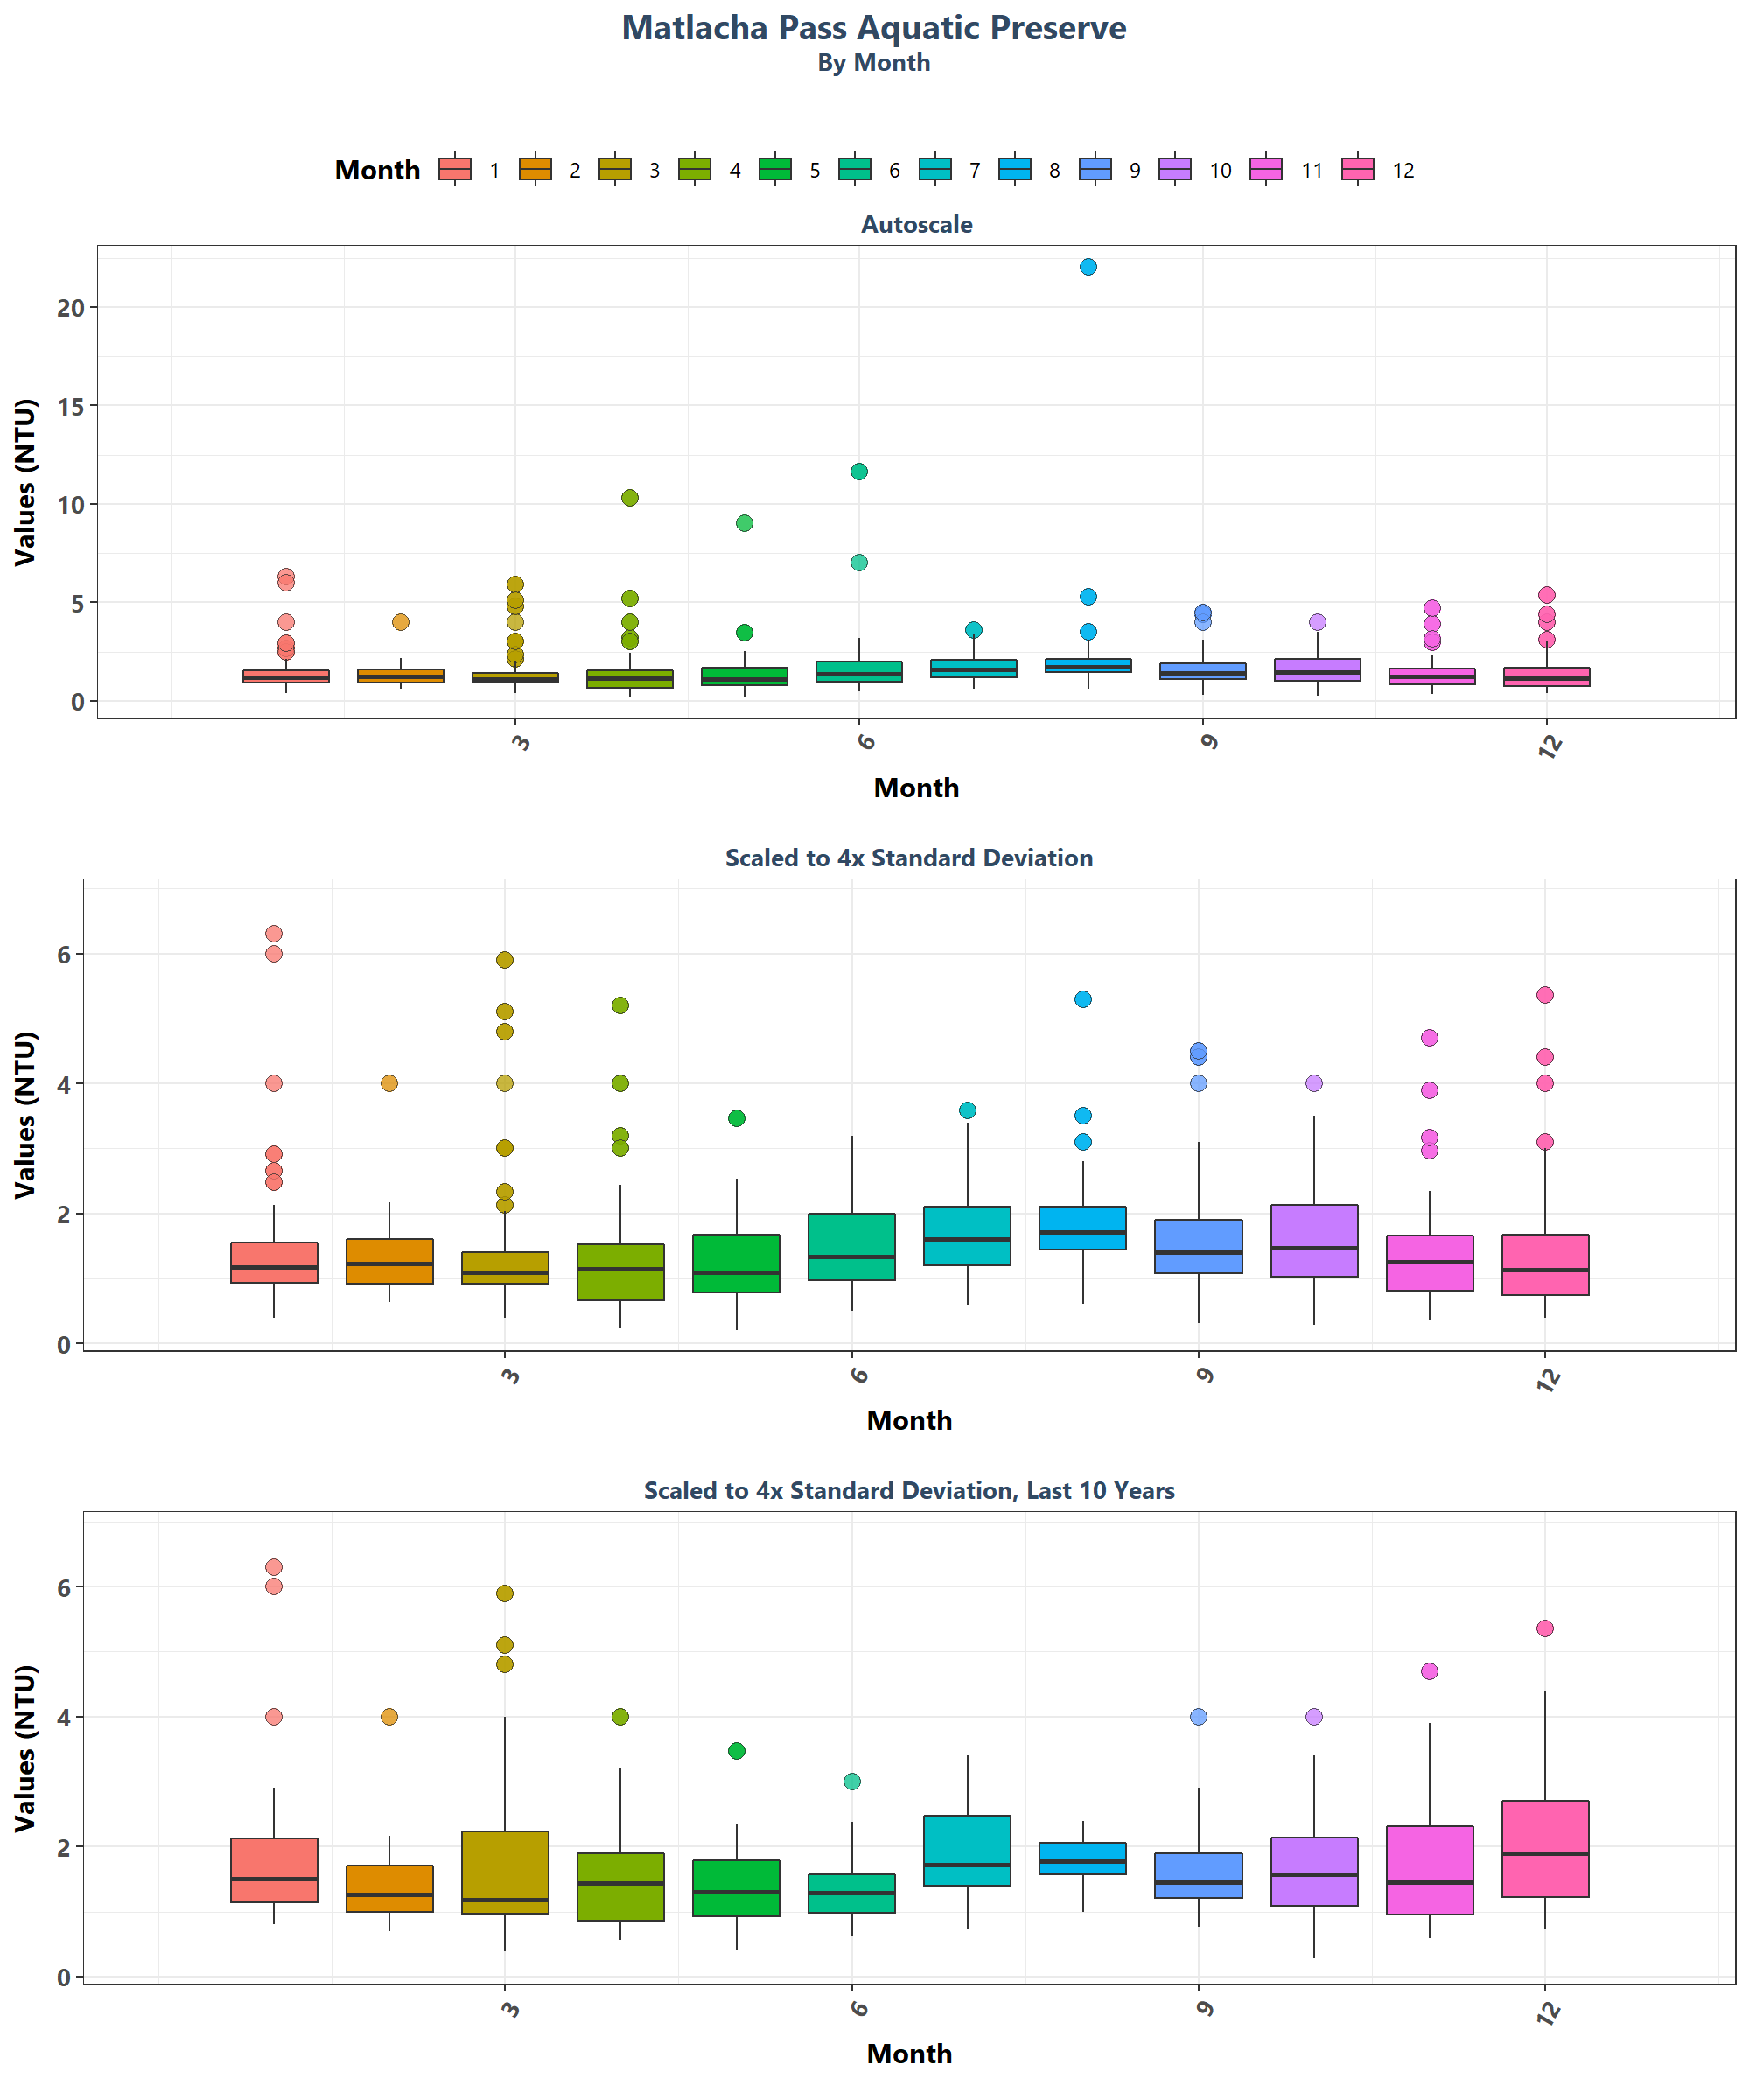 Matlacha Pass Aquatic Preserve
By Month
Month 1 2 3 4 5 6 7 8 9 10 11 12
Autoscale
Values (NTU)
20
15
10
5
0
3 6 9 12
Month
Scaled to 4x Standard Deviation
Values (NTU)
6
4
2
0
3 6 9 12
Month
Scaled to 4x Standard Deviation, Last 10 Years
Values (NTU)
6
4
2
0
3 6 9 12
Month